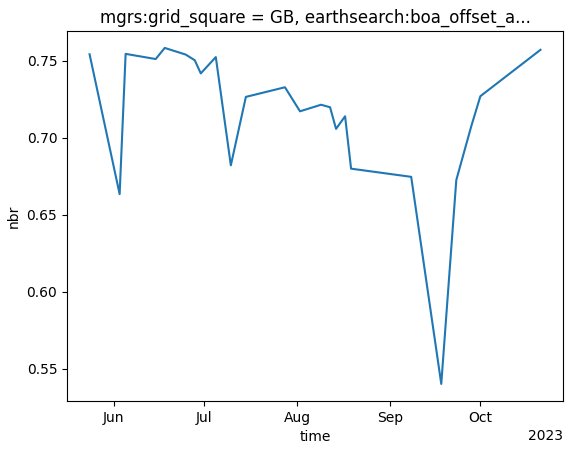 mgrs:grid_square = GB, earthsearch:boa_offset_a...
0.75
0.70
0.65
0.60
0.55
nbr
Jun Jul Aug Sep Oct
time
2023